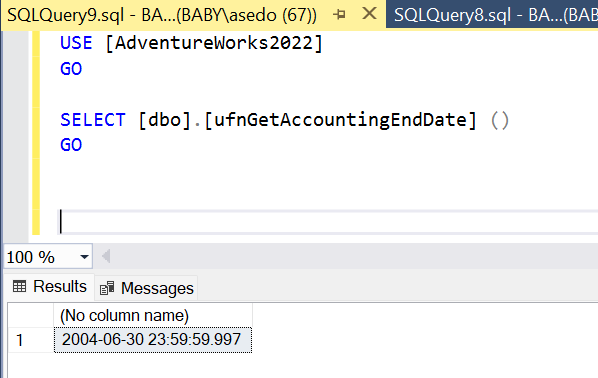 SQLQuery9.sql - BA...(BABY\asedo (67)) SQLQuery8.sql - BA...(BAB
USE [AdventureWorks2022]
GO
SELECT [dbo].[ufnGetAccountingEndDate] ()
GO
100 %
Results Messages
(No column name)
1 2004-06-30 23:59:59.997